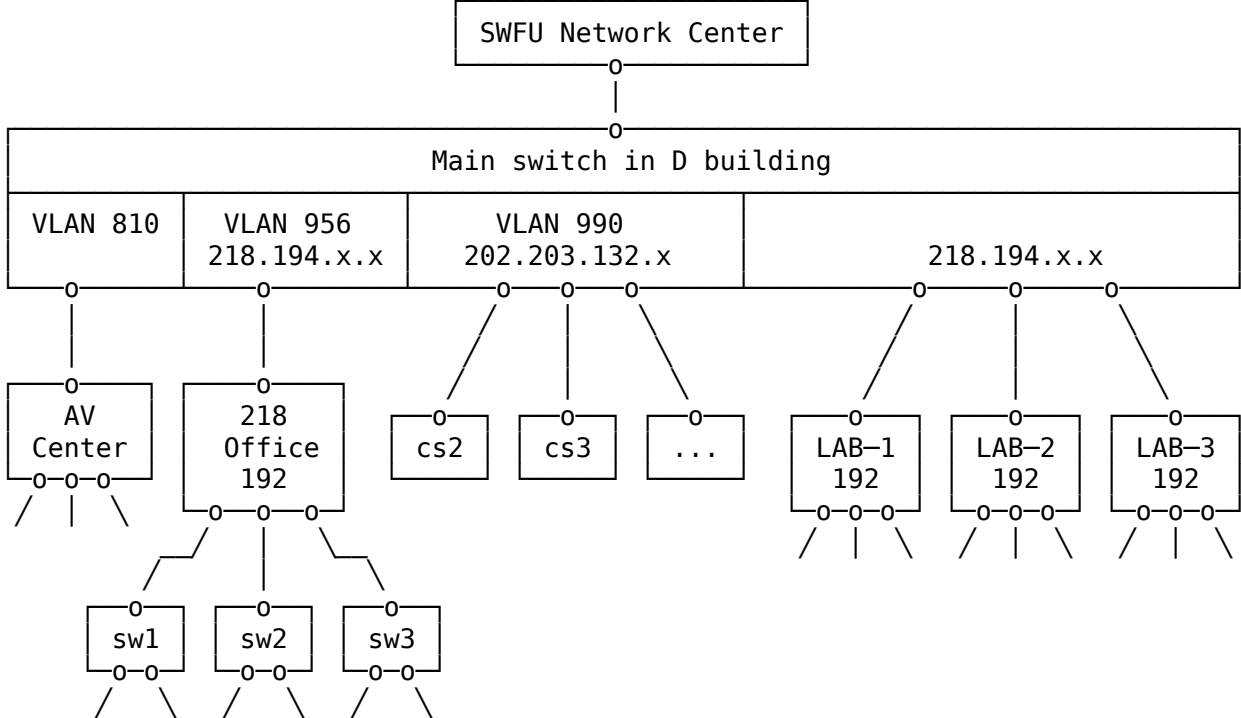 SWFU Network Center
Main switch in D building
VLAN 810 VLAN 956 VLAN 990
218.194.x.x 202.203.132.x 218.194.x.x
AV 218
Center Office cs2 cs3 ... LAB-1 LAB-2 LAB-3
192 192 192 192
sw1 sw2 sw3